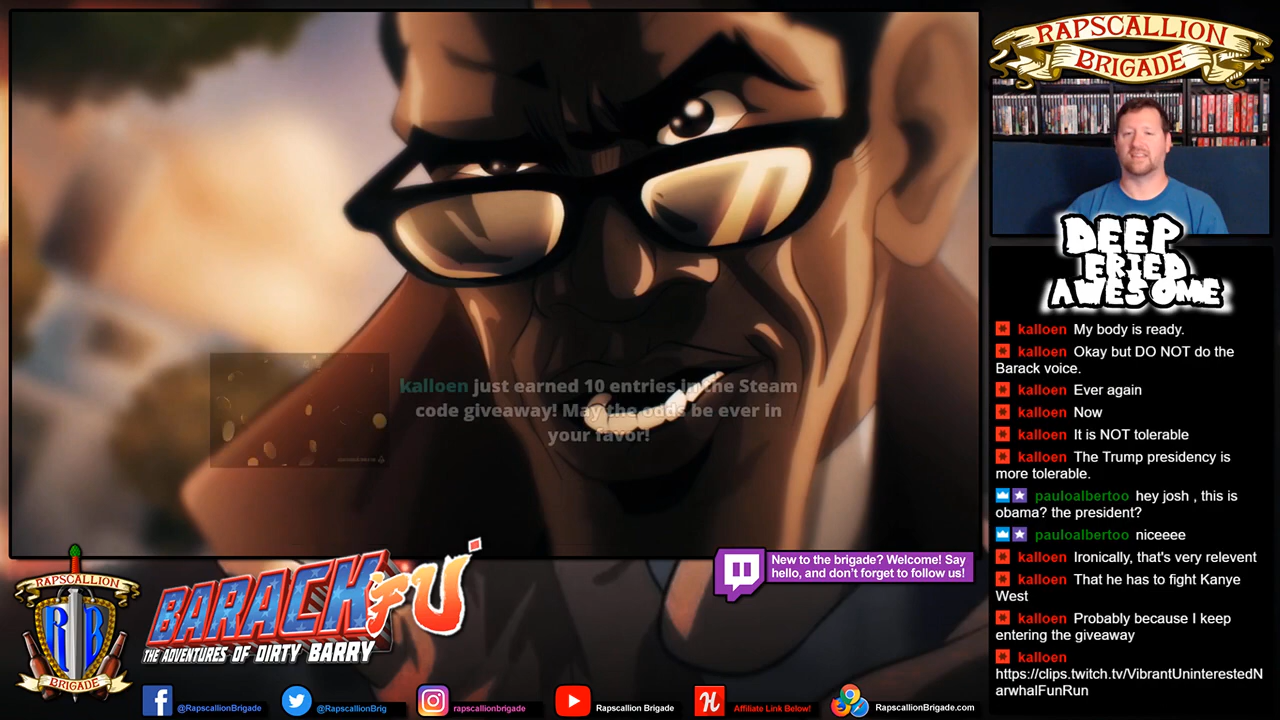 RAPSCALLION
BRIGADE
DEEP
FRIED
AWESOME
kalloen My body is ready.
kalloen Okay but DO NOT do the
Barack voice.
kalloen Ever again
kalloen Now
kalloen It is NOT tolerable
kalloen The Trump presidency is
more tolerable.
pauloalbertoo hey josh , this is
obama? the president?
pauloalbertoo niceeee
kalloen Ironically, that's very relevent
kalloen That he has to fight Kanye
West
kalloen Probably because I keep
entering the giveaway
kalloen
https://clips.twitch.tv/VibrantUninterestedN
arwhalFunRun
kalloen just earned 10 entries in the Steam
code giveaway! May the odds be ever in
your favor!
New to the brigade? Welcome! Say
hello, and don't forget to follow us!
RAPSCALLION
RB
BRIGADE
BARACK FU
THE ADVENTURES OF DIRTY BARRY
@RapscallionBrigade
@RapscallionBrig
rapscallionbrigade
Rapscallion Brigade
Affiliate Link Below!
RapscallionBrigade.com